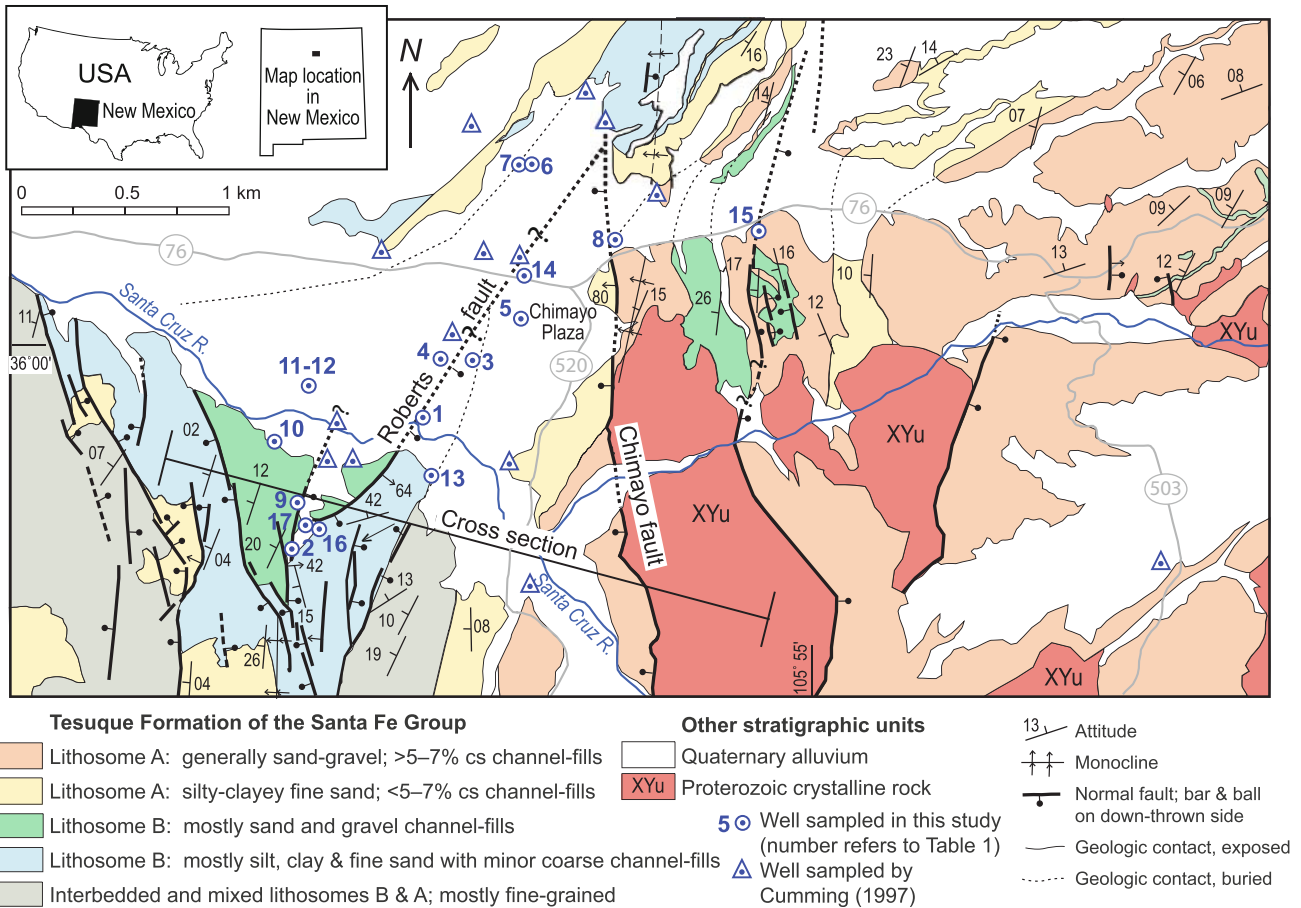 USA
New Mexico
Map location
in
New Mexico
N
0
0.5
1 km
16
14
23
14
06
08
07
7
6
76
76
15
8
09
09
13
12
?
14
17
16
10
80
15
26
12
5
Chimayo
Plaza
Santa Cruz R.
11
36°00'
11-12
4
3
?
Roberts fault
520
XYu
?
?
1
10
02
12
07
13
64
42
9
17
16
2
20
42
04
Cross section
Chimayo fault
XYu
XYu
503
15
13
10
19
08
26
04
Santa Cruz R.
105° 55'
XYu
Tesuque Formation of the Santa Fe Group
Lithosome A: generally sand-gravel; >5–7% cs channel-fills
Lithosome A: silty-clayey fine sand; <5–7% cs channel-fills
Lithosome B: mostly sand and gravel channel-fills
Lithosome B: mostly silt, clay & fine sand with minor coarse channel-fills
Interbedded and mixed lithosomes B & A; mostly fine-grained
Other stratigraphic units
Quaternary alluvium
XYu
Proterozoic crystalline rock
5
Well sampled in this study
(number refers to Table 1)
Well sampled by
Cumming (1997)
13
Attitude
Monocline
Normal fault; bar & ball
on down-thrown side
Geologic contact, exposed
Geologic contact, buried